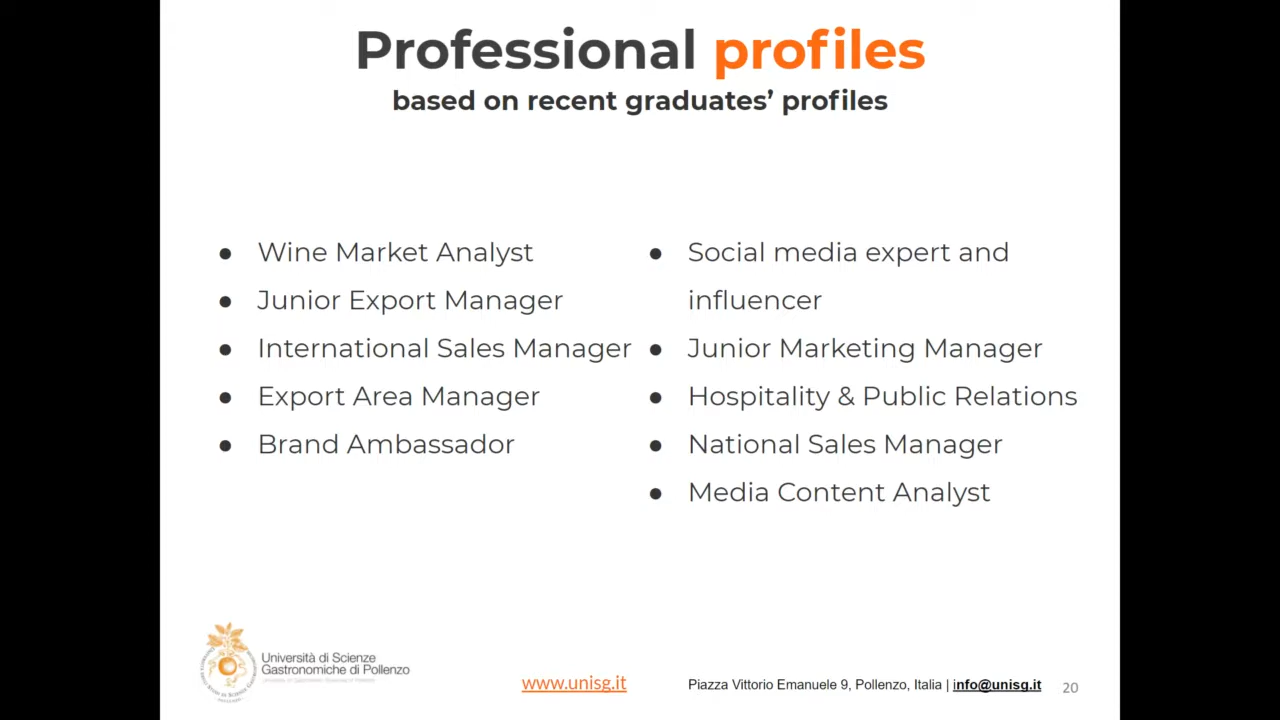 Professional profiles
based on recent graduates’ profiles
● Wine Market Analyst
● Junior Export Manager
● International Sales Manager
● Export Area Manager
● Brand Ambassador
● Social media expert and
influencer
● Junior Marketing Manager
● Hospitality & Public Relations
● National Sales Manager
● Media Content Analyst
Università di Scienze
Gastronomiche di Pollenzo
www.unisg.it
Piazza Vittorio Emanuele 9, Pollenzo, Italia | info@unisg.it
20